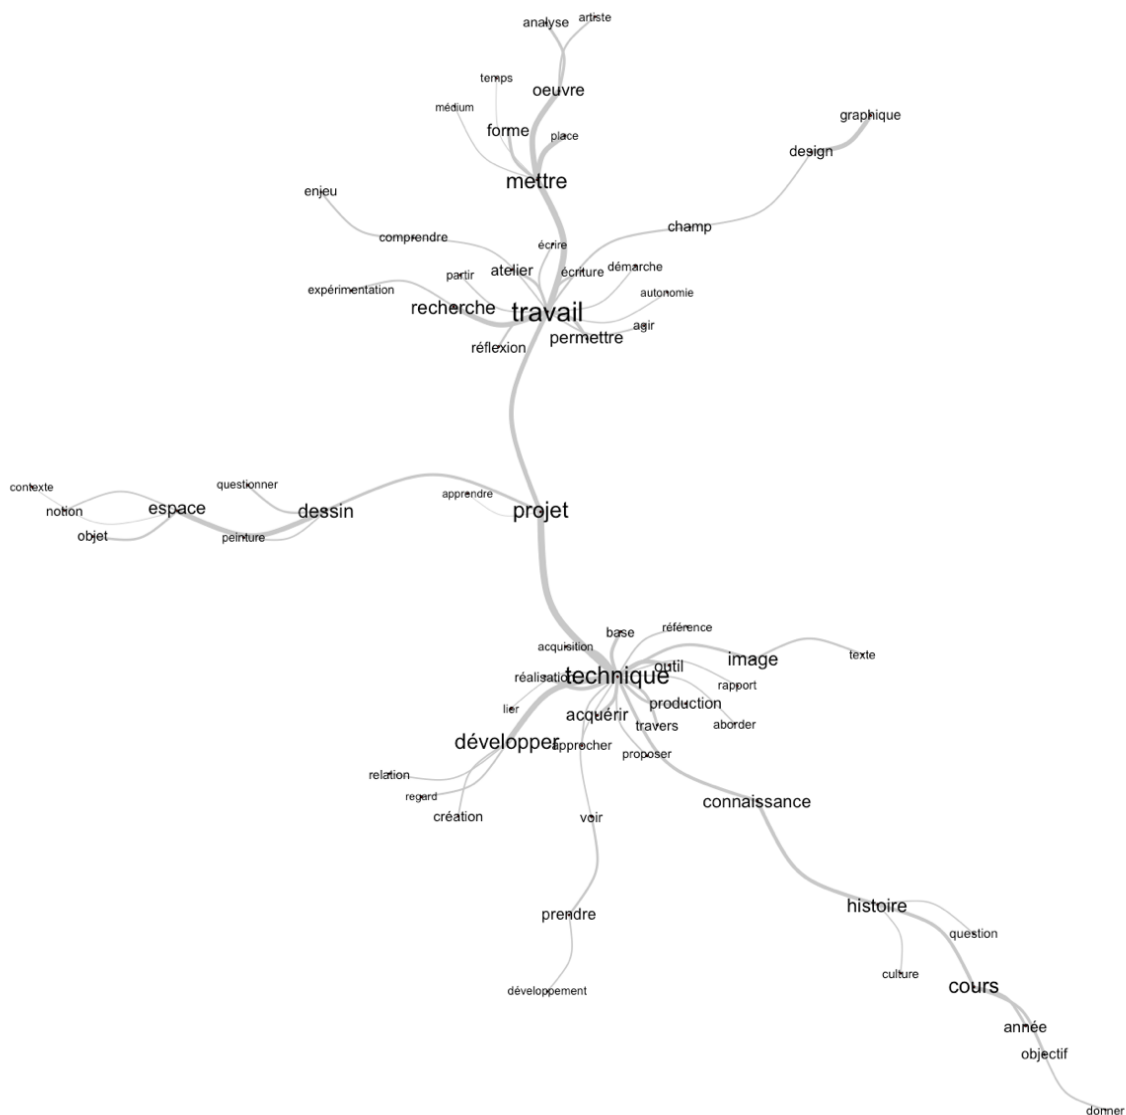 artiste
analyse
temps
oeuvre
médium
graphique
forme
place
design
mettre
enjeu
champ
comprendre
écrire
atelier
écriture
démarche
partir
expérimentation
autonomie
recherche
travail
agir
permettre
réflexion
questionner
contexte
apprendre
espace
notion
dessin
projet
objet
peinture
base
référence
acquisition
image
texte
outil
réalisation
technique
rapport
production
lier
acquérir
travers
aborder
développer
approcher
proposer
relation
regard
connaissance
création
voir
histoire
prendre
question
culture
cours
développement
année
objectif
donner